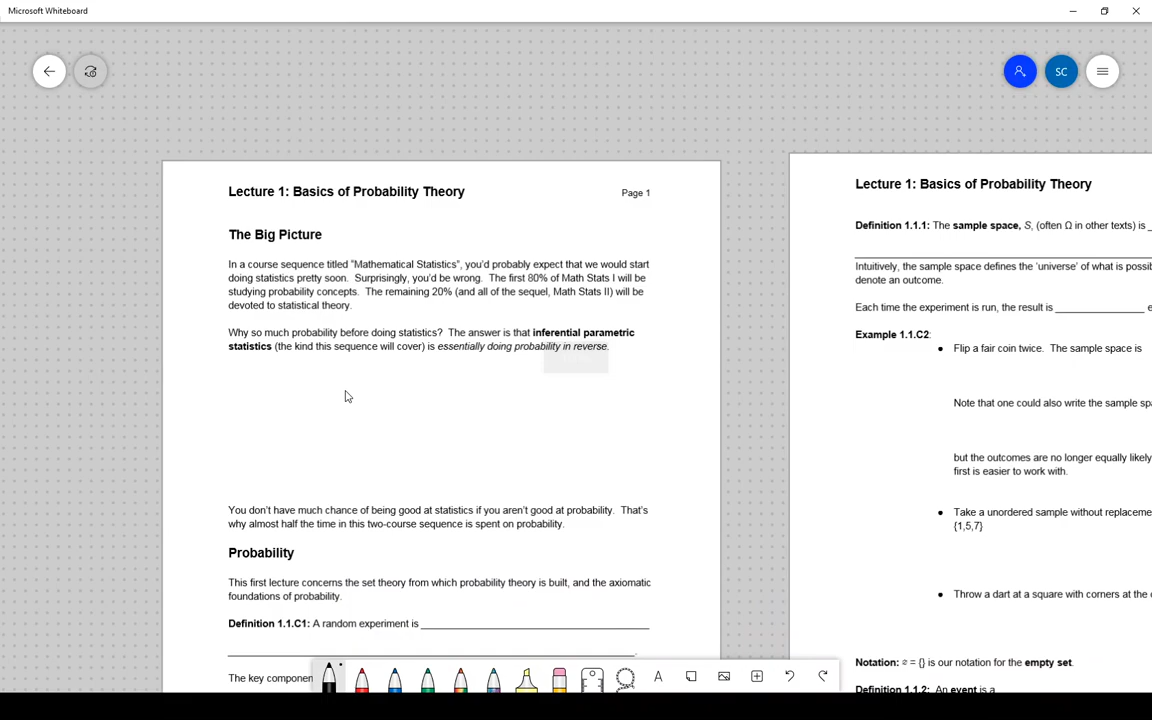 Microsoft Whiteboard
SC
Lecture 1: Basics of Probability Theory
Page 1
The Big Picture
In a course sequence titled "Mathematical Statistics", you'd probably expect that we would start
doing statistics pretty soon. Surprisingly, you'd be wrong. The first 80% of Math Stats I will be
studying probability concepts. The remaining 20% (and all of the sequel, Math Stats II) will be
devoted to statistical theory.
Why so much probability before doing statistics? The answer is that inferential parametric
statistics (the kind this sequence will cover) is essentially doing probability in reverse.
You don't have much chance of being good at statistics if you aren't good at probability. That's
why almost half the time in this two-course sequence is spent on probability.
Probability
This first lecture concerns the set theory from which probability theory is built, and the axiomatic
foundations of probability.
Definition 1.1.C1: A random experiment is ______________________________________
______________________________________________________________________.
The key componen
Lecture 1: Basics of Probability Theory
Definition 1.1.1: The sample space, S, (often Ω in other texts) is _
Intuitively, the sample space defines the 'universe' of what is possib
denote an outcome.
Each time the experiment is run, the result is ________________ e
Example 1.1.C2:
• Flip a fair coin twice. The sample space is
Note that one could also write the sample spa
but the outcomes are no longer equally likely
first is easier to work with.
• Take a unordered sample without replaceme
{1,5,7}
• Throw a dart at a square with corners at the o
Notation: ∅ = {} is our notation for the empty set.
Definition 1.1.2: An event is a
A